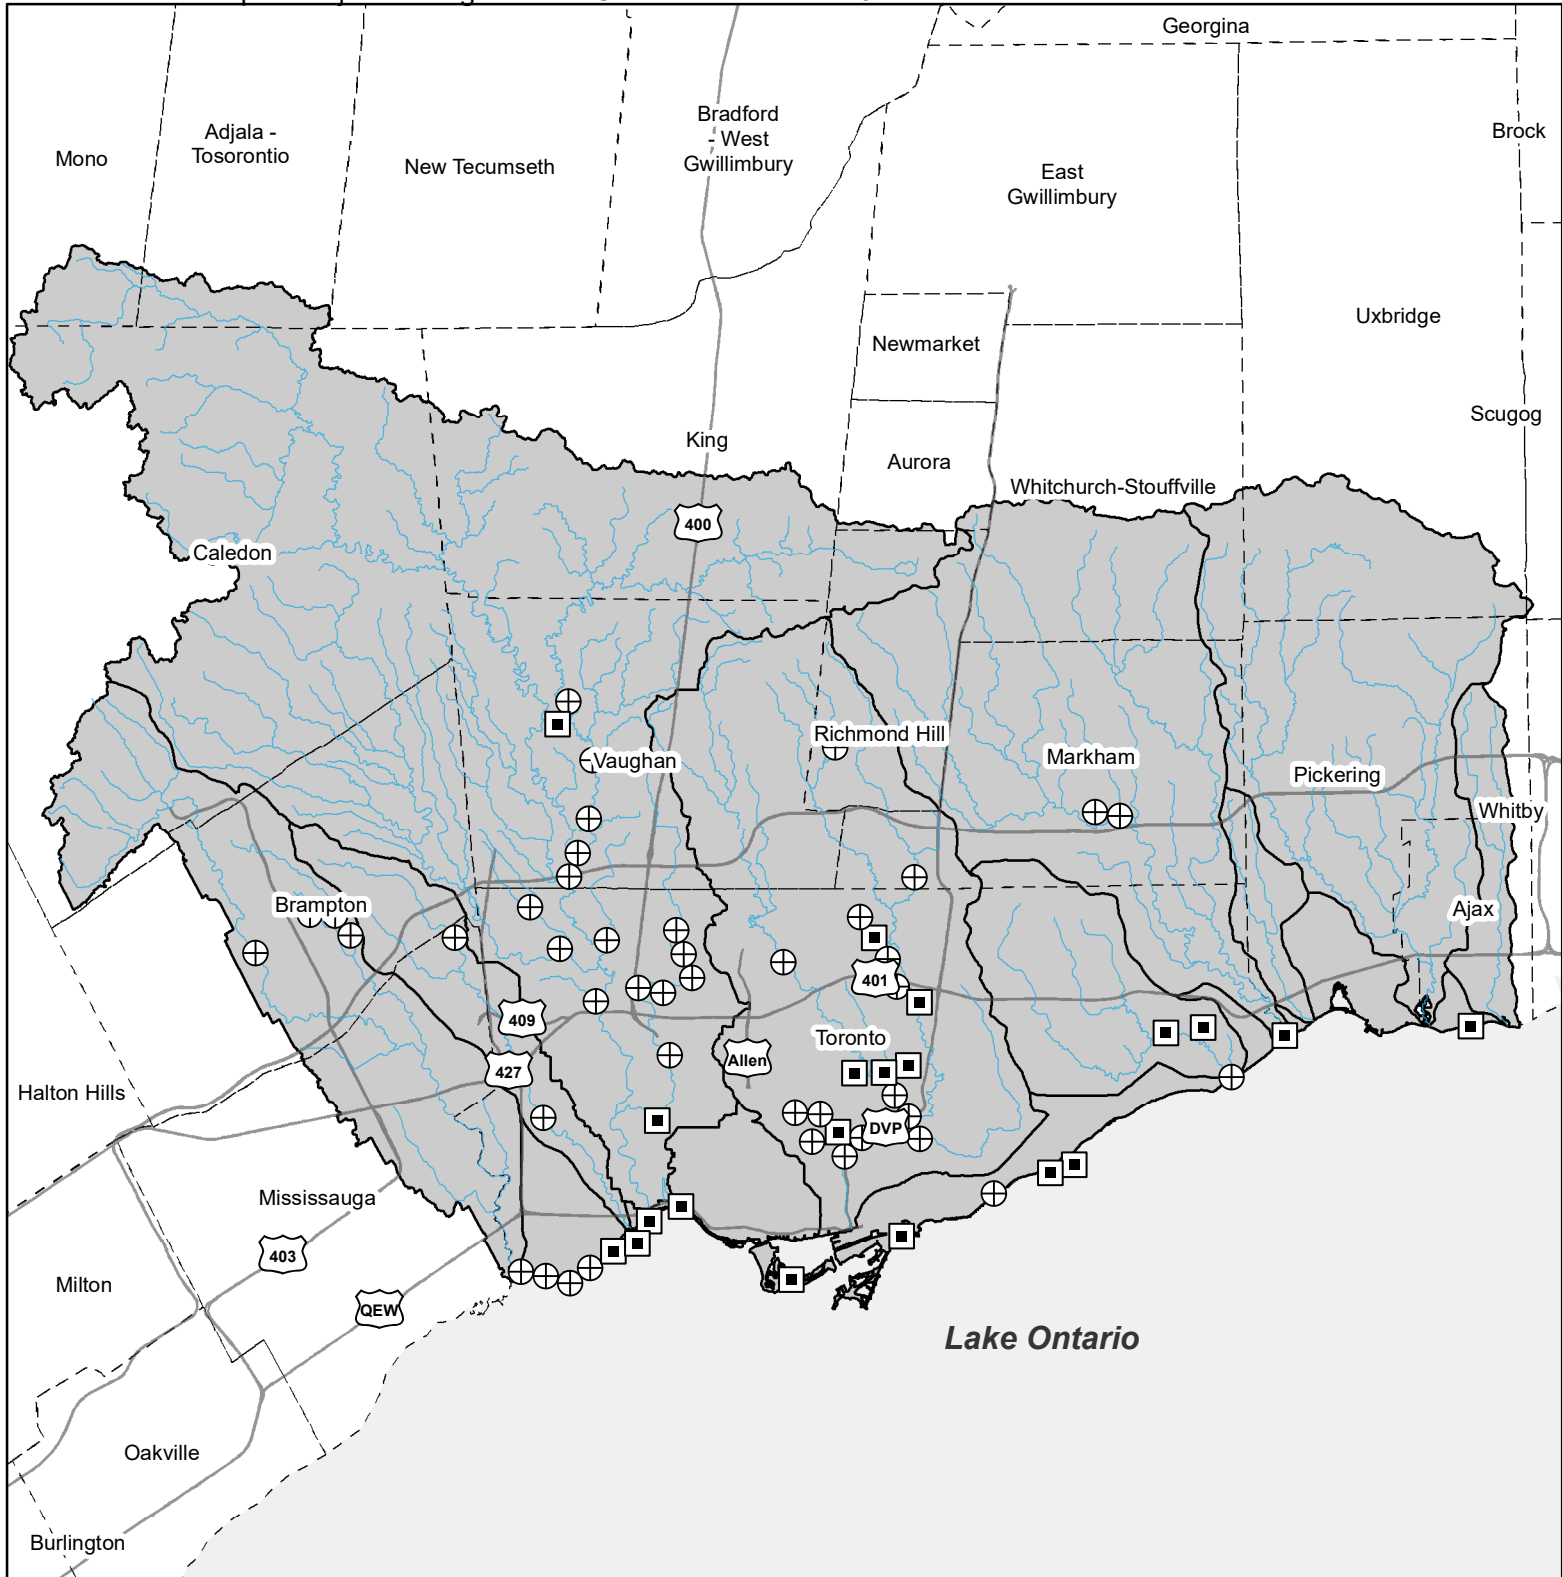 Georgina
Bradford
- West
Gwillimbury
Adjala -
Tosorontio
Brock
Mono
New Tecumseth
East
Gwillimbury
Uxbridge
Newmarket
Scugog
King
Aurora
Whitchurch-Stouffville
400
Caledon
Richmond Hill
Vaughan
Markham
Pickering
Whitby
Brampton
Ajax
401
409
Toronto
Allen
427
Halton Hills
DVP
Mississauga
403
Milton
QEW
Lake Ontario
Oakville
Burlington